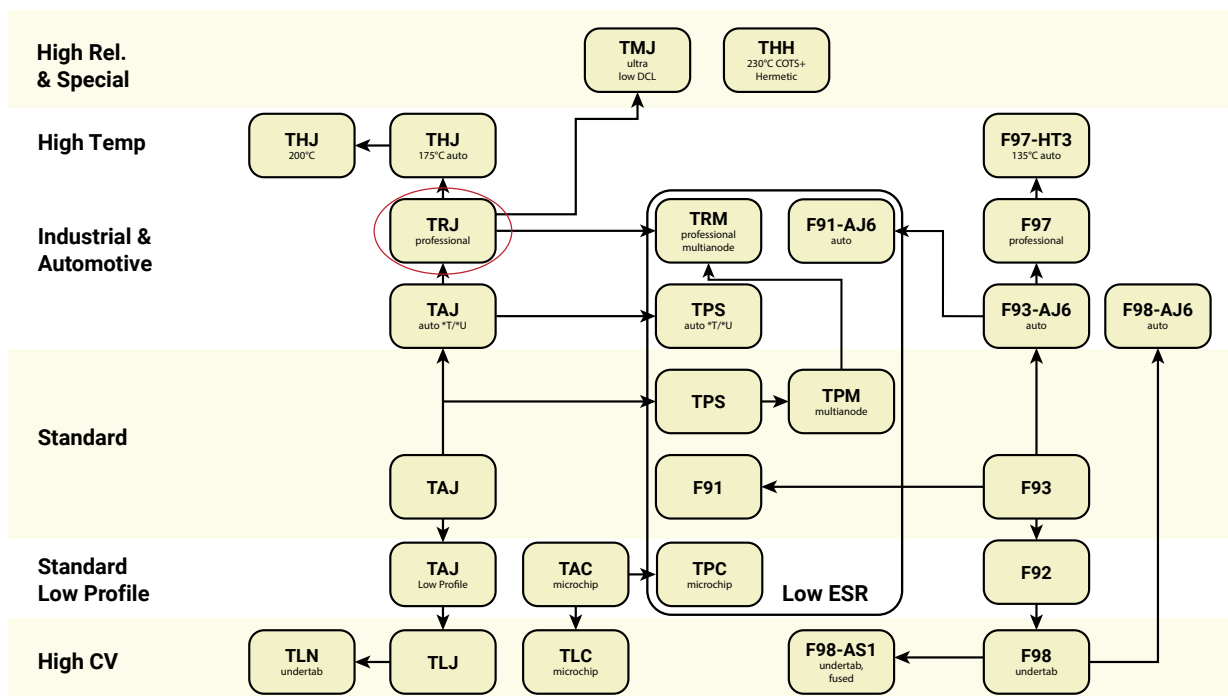 High Rel.
& Special
TMJ
ultra
low DCL
THH
230°C COTS+
Hermetic
High Temp
THJ
200°C
THJ
175°C auto
F97-HT3
135°C auto
Industrial &
Automotive
TRJ
professional
TRM
professional
multianode
F91-AJ6
auto
F97
professional
TAJ
auto *T/*U
TPS
auto *T/*U
F93-AJ6
auto
F98-AJ6
auto
Standard
TPS
TPM
multianode
TAJ
F91
F93
Standard
Low Profile
TAJ
Low Profile
TAC
microchip
TPC
microchip
Low ESR
F92
High CV
TLN
undertab
TLJ
TLC
microchip
F98-AS1
undertab,
fused
F98
undertab